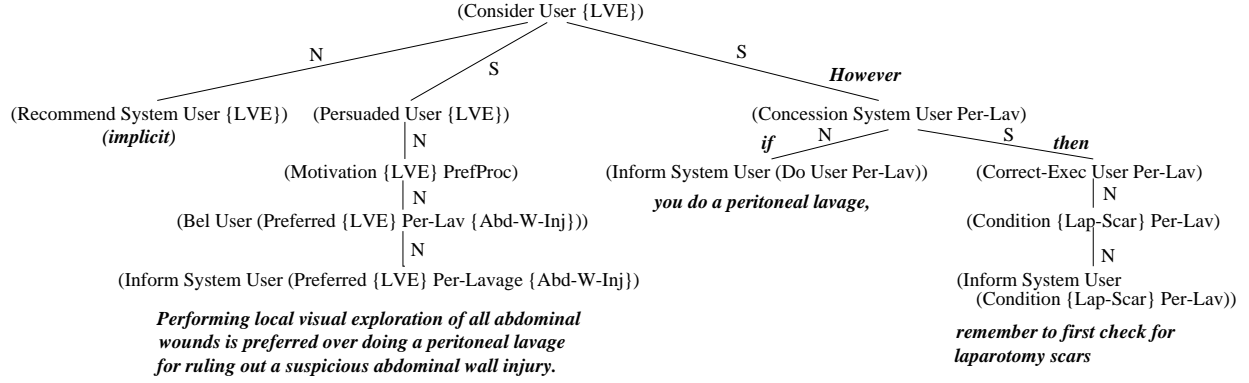 (Consider User {LVE})
N
S
S
However
(Recommend System User {LVE})
(implicit)
(Persuaded User {LVE})
(Concession System User Per-Lav)
N
if
N
S
then
(Motivation {LVE} PrefProc)
(Inform System User (Do User Per-Lav))
(Correct-Exec User Per-Lav)
N
you do a peritoneal lavage,
N
(Bel User (Preferred {LVE} Per-Lav {Abd-W-Inj}))
(Condition {Lap-Scar} Per-Lav)
N
N
(Inform System User (Preferred {LVE} Per-Lavage {Abd-W-Inj})
(Inform System User
(Condition {Lap-Scar} Per-Lav))
Performing local visual exploration of all abdominal
wounds is preferred over doing a peritoneal lavage
for ruling out a suspicious abdominal wall injury.
remember to first check for
laparotomy scars